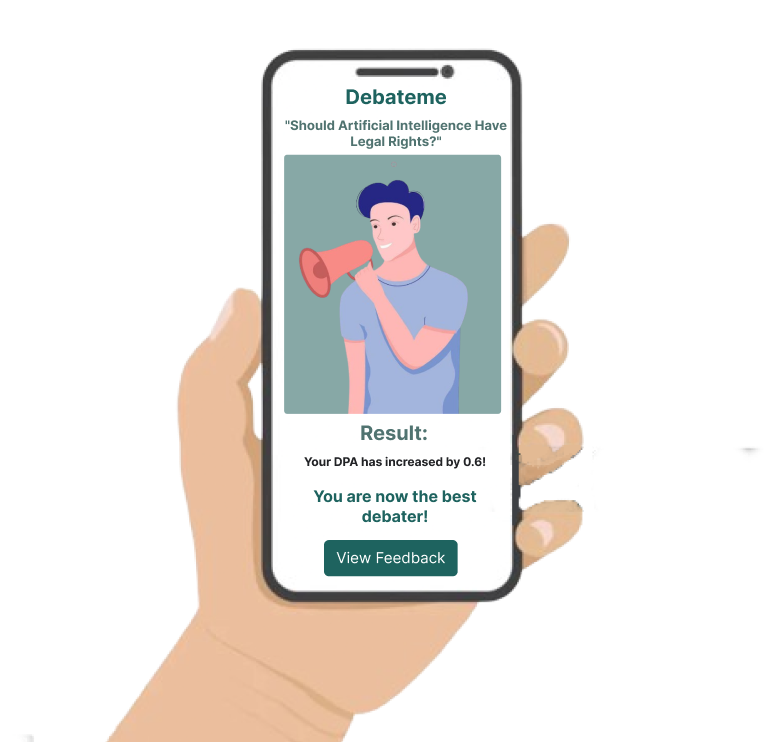 Debateme
"Should Artificial Intelligence Have
Legal Rights?"
Result:
Your DPA has increased by 0.6!
You are now the best
debater!
View Feedback